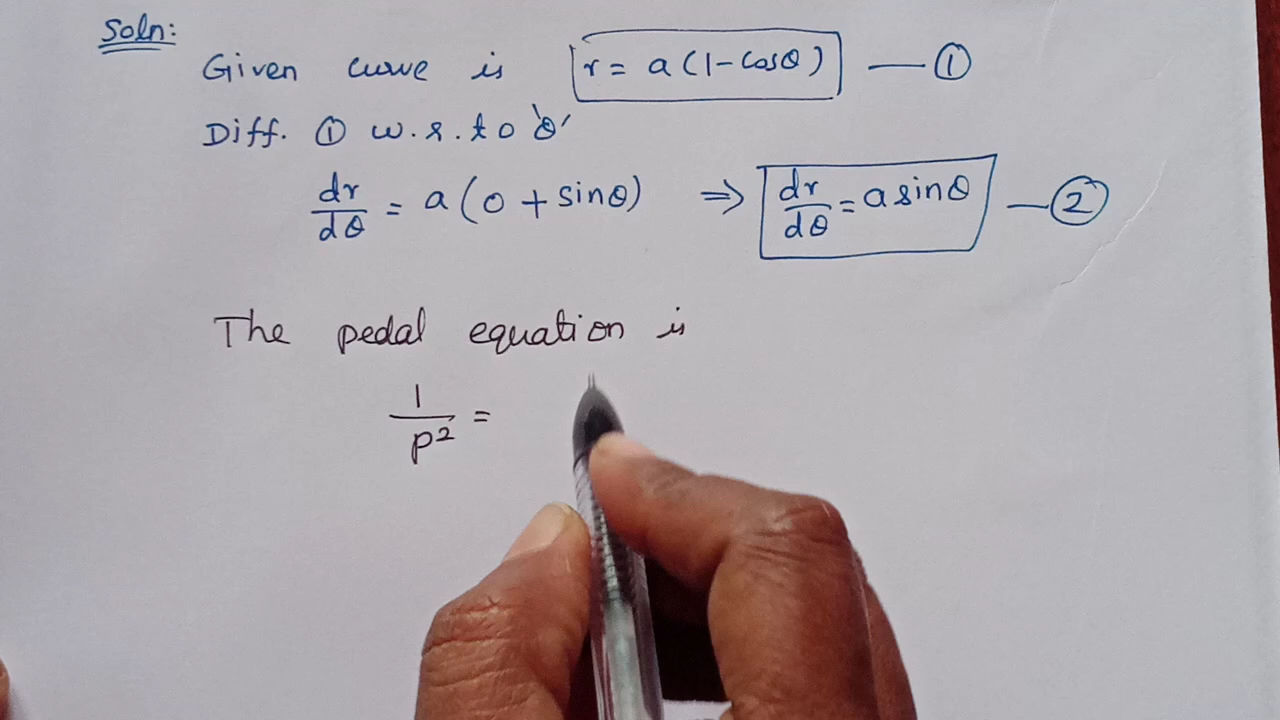 Soln:
Given curve is r = a(1-cosθ) — ①
Diff. ① w.r.to 'θ'
dr/dθ = a(0+sinθ) ⇒ dr/dθ = a sinθ — ②
The pedal equation is
1/p² =